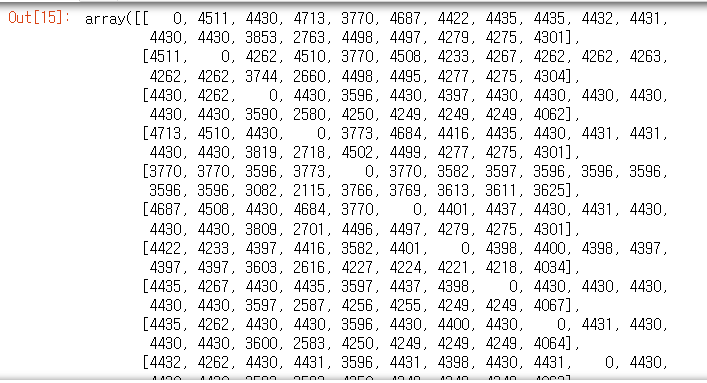 Out[15]: array([[ 0, 4511, 4430, 4713, 3770, 4687, 4422, 4435, 4435, 4432, 4431,
4430, 4430, 3853, 2763, 4498, 4497, 4279, 4275, 4301],
[4511, 0, 4262, 4510, 3770, 4508, 4233, 4267, 4262, 4262, 4263,
4262, 4262, 3744, 2660, 4498, 4495, 4277, 4275, 4304],
[4430, 4262, 0, 4430, 3596, 4430, 4397, 4430, 4430, 4430, 4430,
4430, 4430, 3590, 2580, 4250, 4249, 4249, 4249, 4062],
[4713, 4510, 4430, 0, 3773, 4684, 4416, 4435, 4430, 4431, 4431,
4430, 4430, 3819, 2718, 4502, 4499, 4277, 4275, 4301],
[3770, 3770, 3596, 3773, 0, 3770, 3582, 3597, 3596, 3596, 3596,
3596, 3596, 3082, 2115, 3766, 3769, 3613, 3611, 3625],
[4687, 4508, 4430, 4684, 3770, 0, 4401, 4437, 4430, 4431, 4430,
4430, 4430, 3809, 2701, 4496, 4497, 4279, 4275, 4301],
[4422, 4233, 4397, 4416, 3582, 4401, 0, 4398, 4400, 4398, 4397,
4397, 4397, 3603, 2616, 4227, 4224, 4221, 4218, 4034],
[4435, 4267, 4430, 4435, 3597, 4437, 4398, 0, 4430, 4430, 4430,
4430, 4430, 3597, 2587, 4256, 4255, 4249, 4249, 4067],
[4435, 4262, 4430, 4430, 3596, 4430, 4400, 4430, 0, 4431, 4430,
4430, 4430, 3600, 2583, 4250, 4249, 4249, 4249, 4064],
[4432, 4262, 4430, 4431, 3596, 4431, 4398, 4430, 4431, 0, 4430,